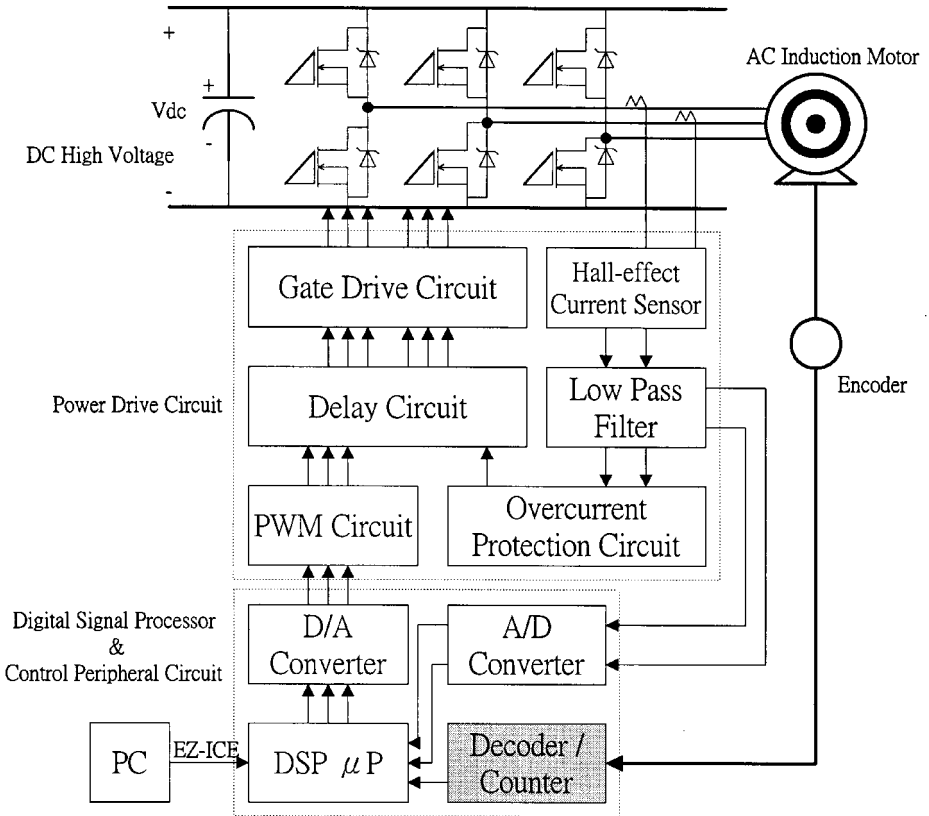 +
AC Induction Motor
+
Vdc
-
DC High Voltage
-
Gate Drive Circuit
Hall-effect
Current Sensor
Encoder
Power Drive Circuit
Delay Circuit
Low Pass
Filter
PWM Circuit
Overcurrent
Protection Circuit
Digital Signal Processor
&
Control Peripheral Circuit
D/A
Converter
A/D
Converter
PC
EZ-ICE
DSP μP
Decoder /
Counter